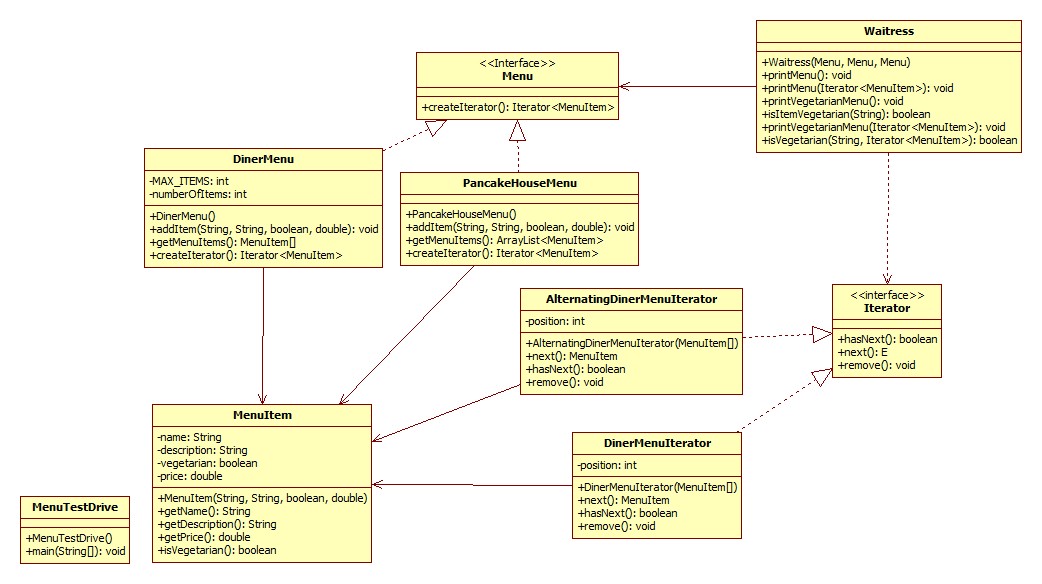 Waitress
+Waitress(Menu, Menu, Menu)
+printMenu(): void
+printMenu(Iterator<MenuItem>): void
+printVegetarianMenu(): void
+isItemVegetarian(String): boolean
+printVegetarianMenu(Iterator<MenuItem>): void
+isVegetarian(String, Iterator<MenuItem>): boolean
<<Interface>>
Menu
+createIterator(): Iterator<MenuItem>
DinerMenu
-MAX_ITEMS: int
-numberOfItems: int
+DinerMenu()
+addItem(String, String, boolean, double): void
+getMenuItems(): MenuItem[]
+createIterator(): Iterator<MenuItem>
PancakeHouseMenu
+PancakeHouseMenu()
+addItem(String, String, boolean, double): void
+getMenuItems(): ArrayList<MenuItem>
+createIterator(): Iterator<MenuItem>
AlternatingDinerMenuIterator
-position: int
+AlternatingDinerMenuIterator(MenuItem[])
+next(): MenuItem
+hasNext(): boolean
+remove(): void
<<interface>>
Iterator
+hasNext(): boolean
+next(): E
+remove(): void
MenuItem
-name: String
-description: String
-vegetarian: boolean
-price: double
+MenuItem(String, String, boolean, double)
+getName(): String
+getDescription(): String
+getPrice(): double
+isVegetarian(): boolean
DinerMenuIterator
-position: int
+DinerMenuIterator(MenuItem[])
+next(): MenuItem
+hasNext(): boolean
+remove(): void
MenuTestDrive
+MenuTestDrive()
+main(String[]): void